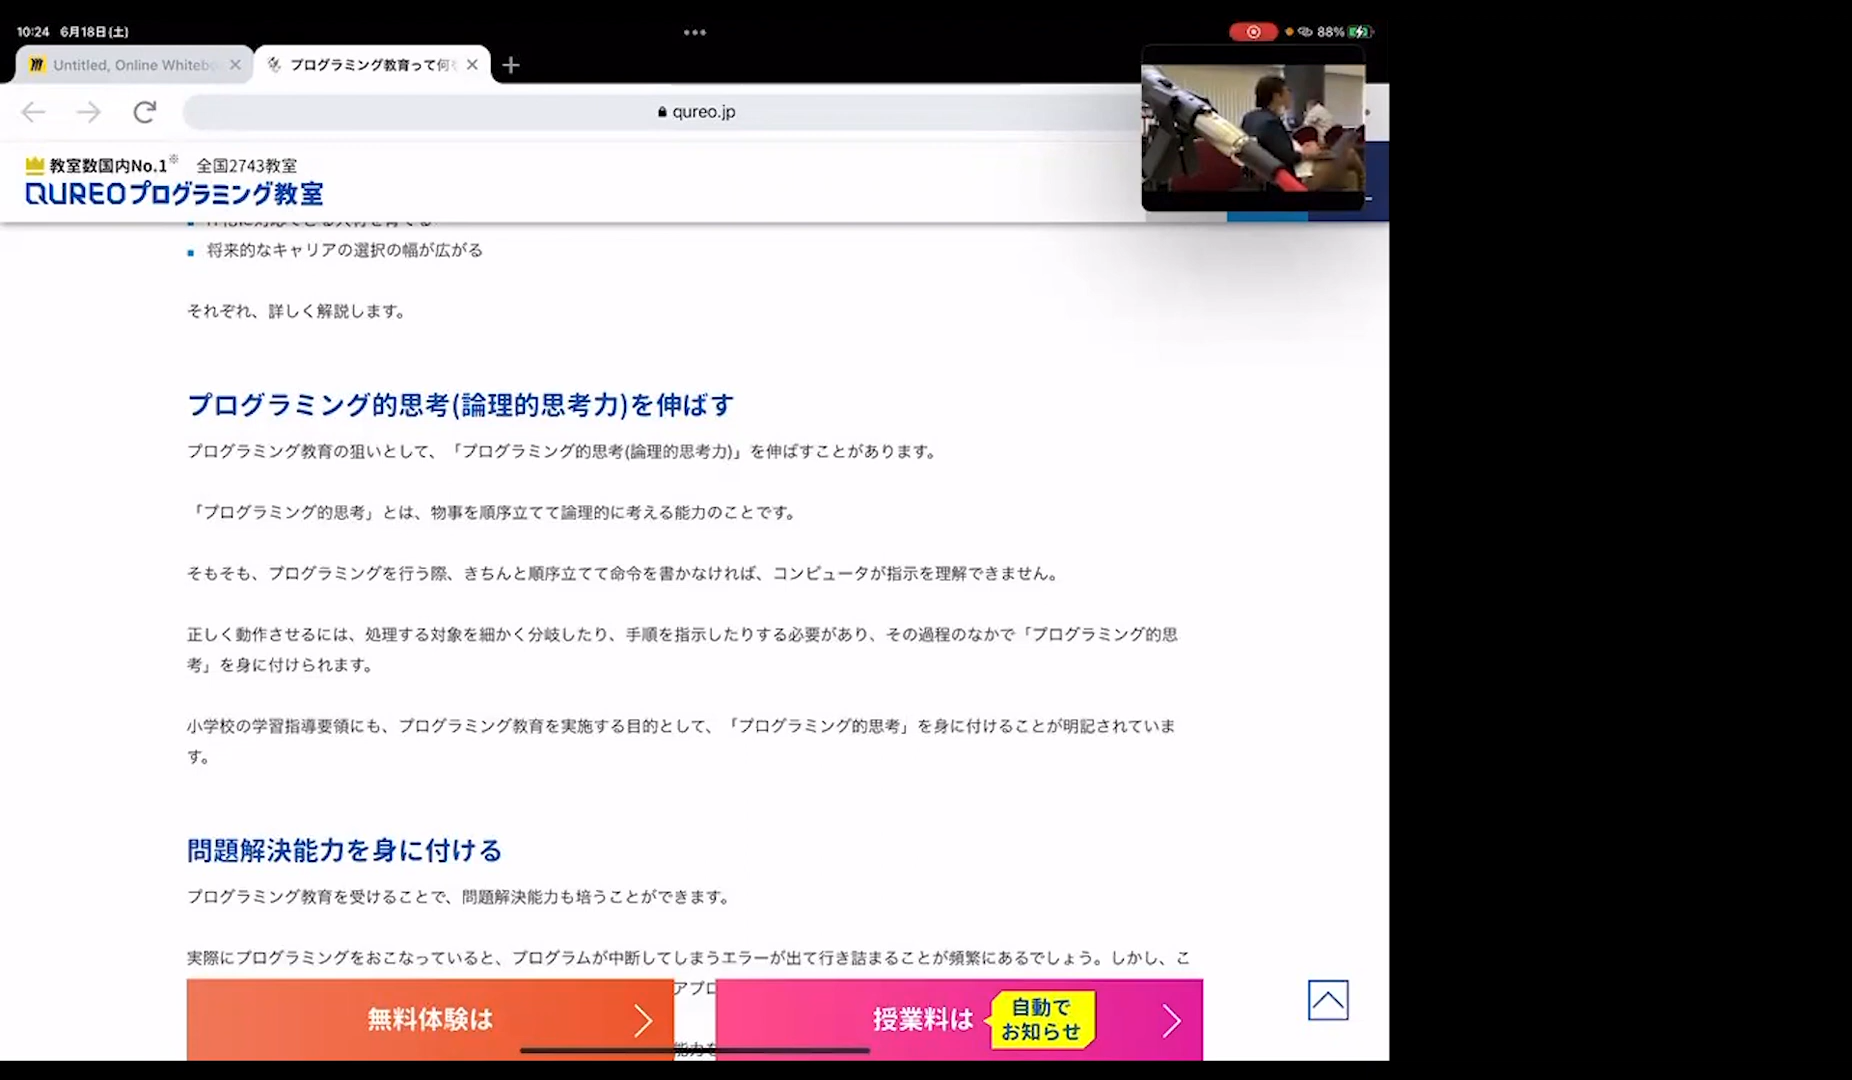 10:24 6月18日(土)
88%
Untitled, Online Whitebo
プログラミング教育って何
qureo.jp
教室数国内No.1※ 全国2743教室
QUREOプログラミング教室
将来的なキャリアの選択の幅が広がる
それぞれ、詳しく解説します。
プログラミング的思考(論理的思考力)を伸ばす
プログラミング教育の狙いとして、「プログラミング的思考(論理的思考力)」を伸ばすことがあります。
「プログラミング的思考」とは、物事を順序立てて論理的に考える能力のことです。
そもそも、プログラミングを行う際、きちんと順序立てて命令を書かなければ、コンピュータが指示を理解できません。
正しく動作させるには、処理する対象を細かく分岐したり、手順を指示したりする必要があり、その過程のなかで「プログラミング的思
考」を身に付けられます。
小学校の学習指導要領にも、プログラミング教育を実施する目的として、「プログラミング的思考」を身に付けることが明記されていま
す。
問題解決能力を身に付ける
プログラミング教育を受けることで、問題解決能力も培うことができます。
実際にプログラミングをおこなっていると、プログラムが中断してしまうエラーが出て行き詰まることが頻繁にあるでしょう。しかし、こ
アプロ
無料体験は
授業料は
自動で
お知らせ
能力を